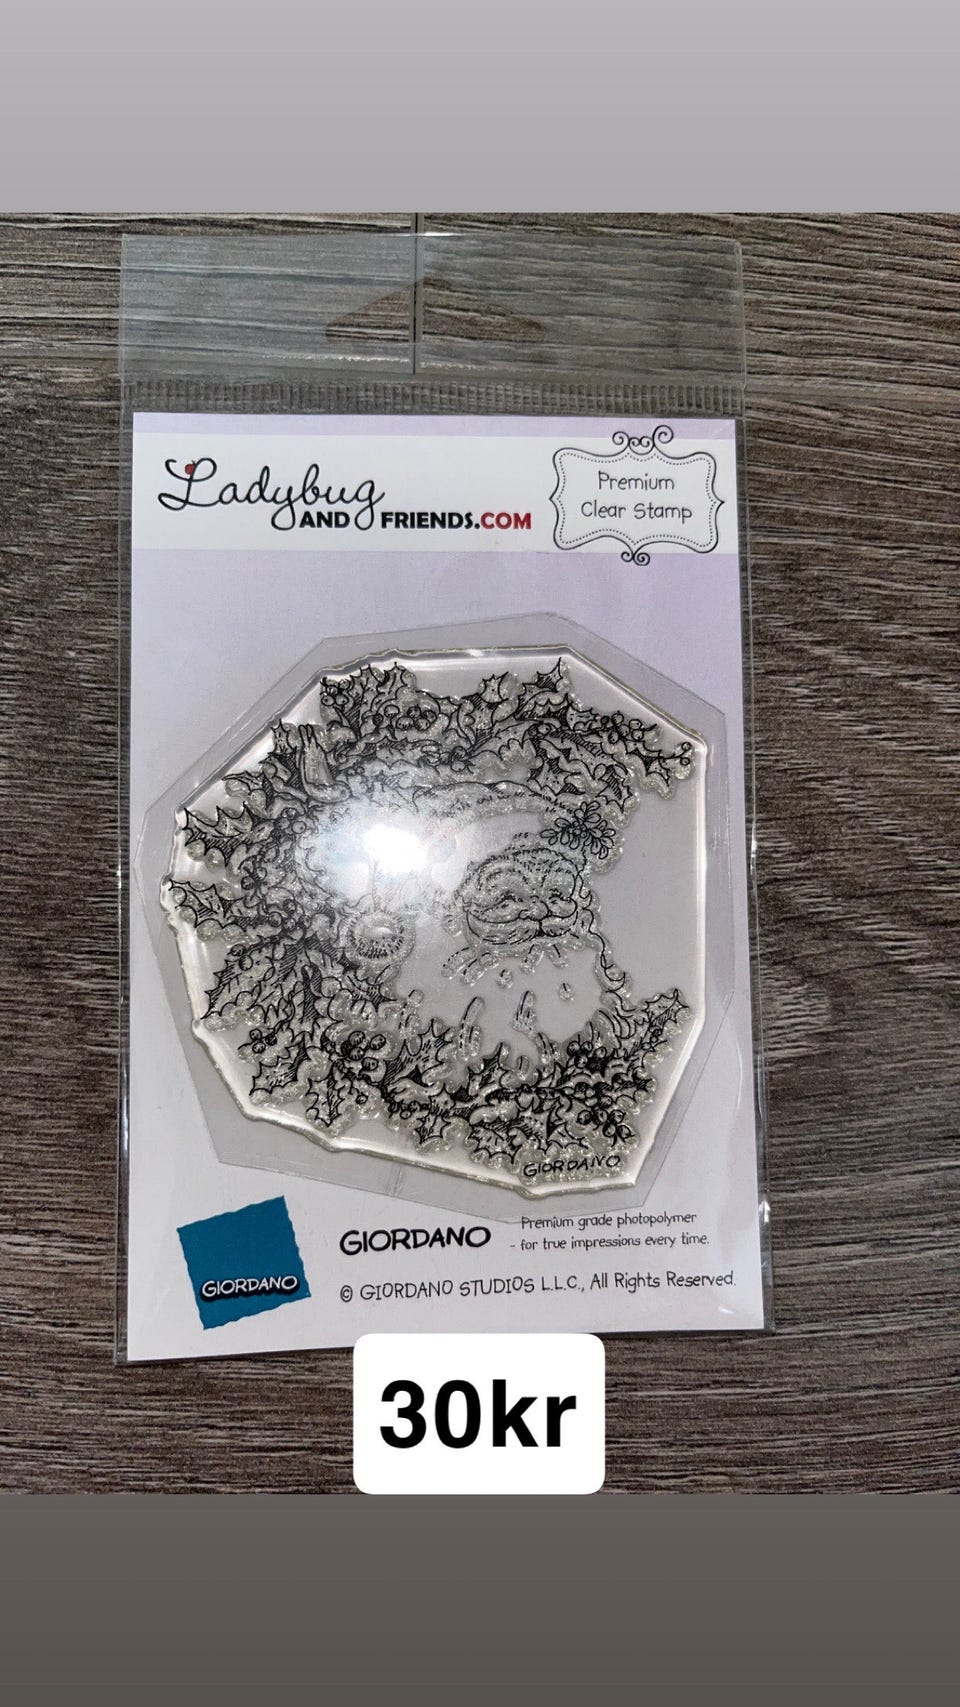 Ladybug
AND FRIENDS.COM
Premium
Clear Stamp
GIORDANO
GIORDANO
GIORDANO
Premium grade photopolymer
- for true impressions every time.
© GIORDANO STUDIOS L.L.C., All Rights Reserved.
30kr